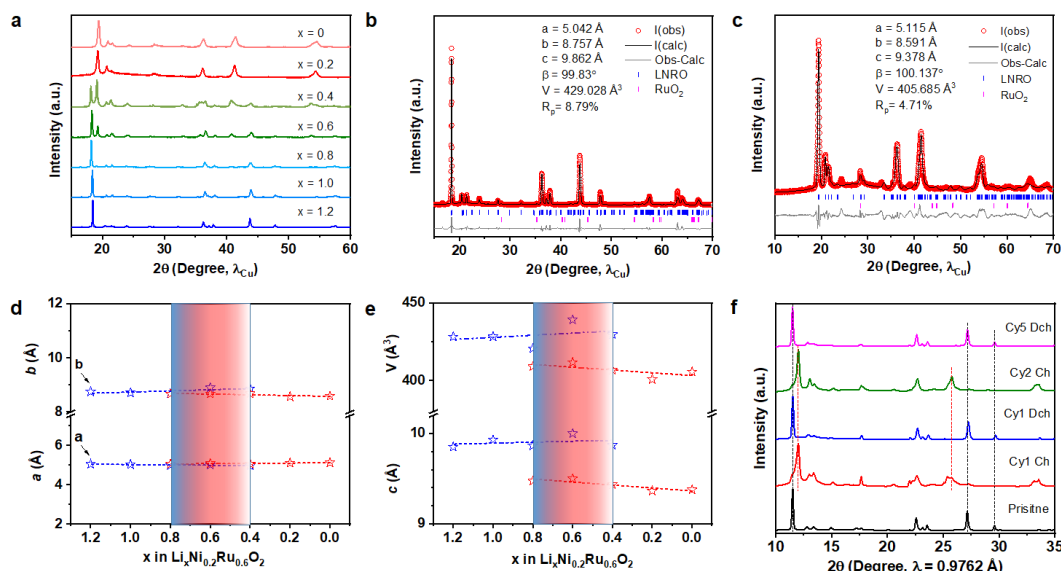 a
Intensity (a.u.)
x = 0
x = 0.2
x = 0.4
x = 0.6
x = 0.8
x = 1.0
x = 1.2
20 30 40 50 60
2θ (Degree, λCu)
b
Intensity (a.u.)
a = 5.042 Å
b = 8.757 Å
c = 9.862 Å
β = 99.83°
V = 429.028 Å³
Rp= 8.79%
I(obs)
I(calc)
Obs-Calc
LNRO
RuO₂
20 30 40 50 60 70
2θ (Degree, λCu)
c
Intensity (a.u.)
a = 5.115 Å
b = 8.591 Å
c = 9.378 Å
β = 100.137°
V = 405.685 Å³
Rp= 4.71%
I(obs)
I(calc)
Obs-Calc
LNRO
RuO₂
10 20 30 40 50 60 70
2θ (Degree, λCu)
d
b (Å)
a (Å)
12
10
8
6
4
2
b
a
1.2 1.0 0.8 0.6 0.4 0.2 0.0
x in LixNi0.2Ru0.6O2
e
V (Å³)
c (Å)
450
400
10
9
1.2 1.0 0.8 0.6 0.4 0.2 0.0
x in LixNi0.2Ru0.6O2
f
Intensity (a.u.)
Cy5 Dch
Cy2 Ch
Cy1 Dch
Cy1 Ch
Prisitne
10 15 20 25 30 35
2θ (Degree, λ = 0.9762 Å)